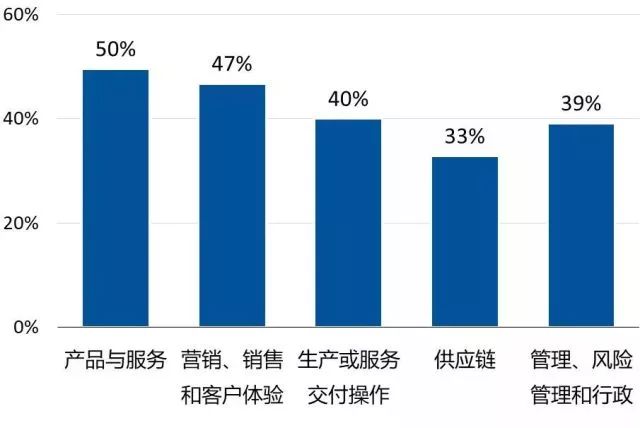 60%
50%
47%
40%
40%
39%
33%
20%
0%
产品与服务
营销、销售
和客户体验
生产或服务
交付操作
供应链
管理、风险
管理和行政